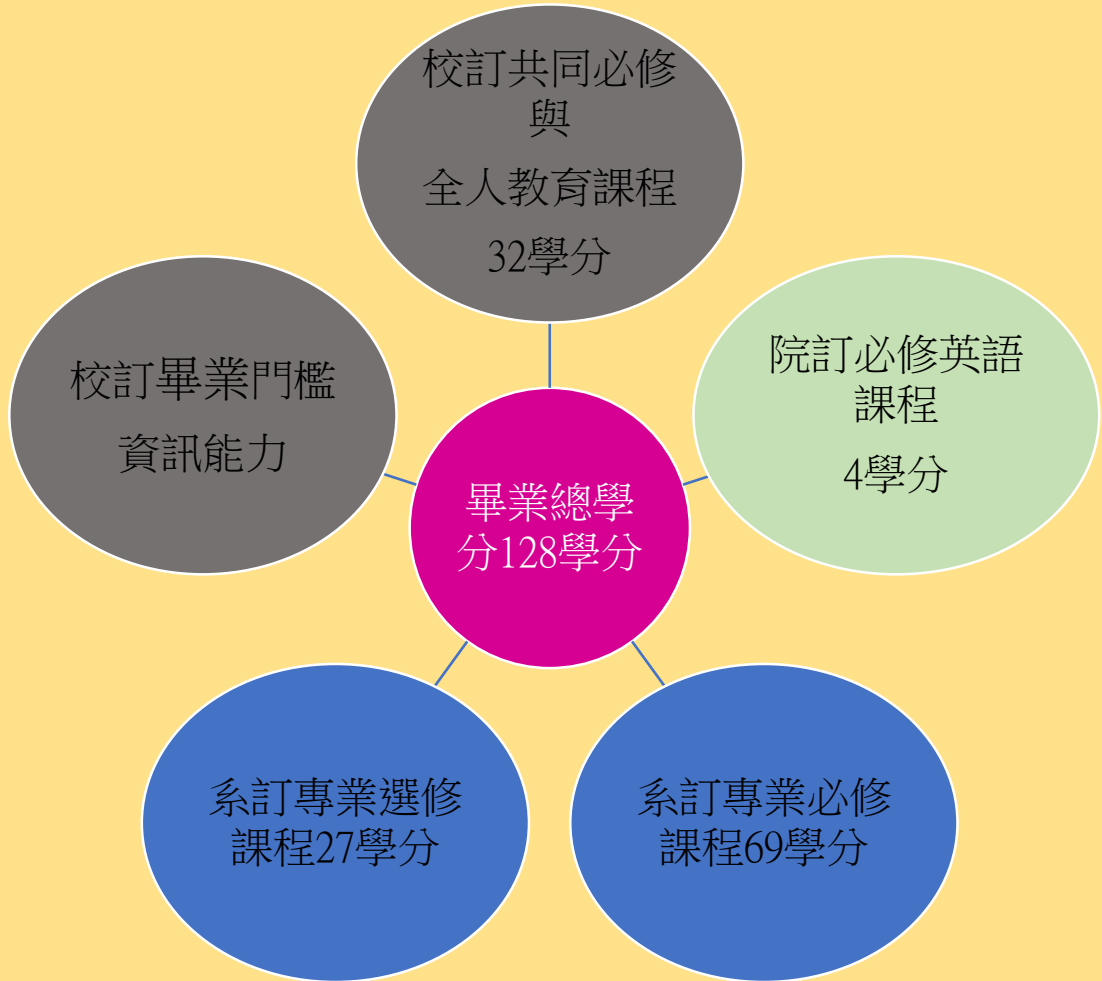 校訂共同必修
與
全人教育課程
32學分
校訂畢業門檻
資訊能力
院訂必修英語
課程
4學分
畢業總學
分128學分
系訂專業選修
課程27學分
系訂專業必修
課程69學分